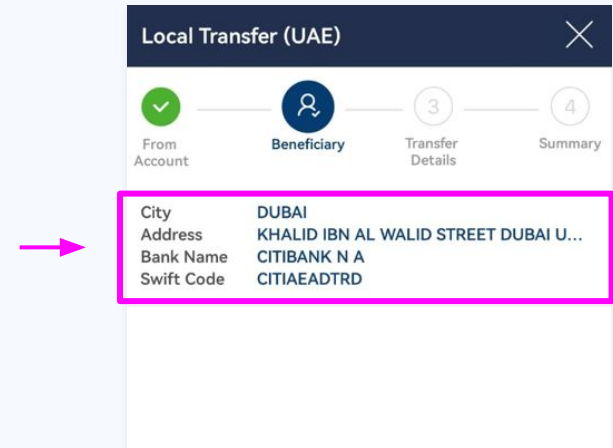 Local Transfer (UAE)
3
4
From Account
Beneficiary
Transfer Details
Summary
City DUBAI
Address KHALID IBN AL WALID STREET DUBAI U...
Bank Name CITIBANK N A
Swift Code CITIAEADTRD